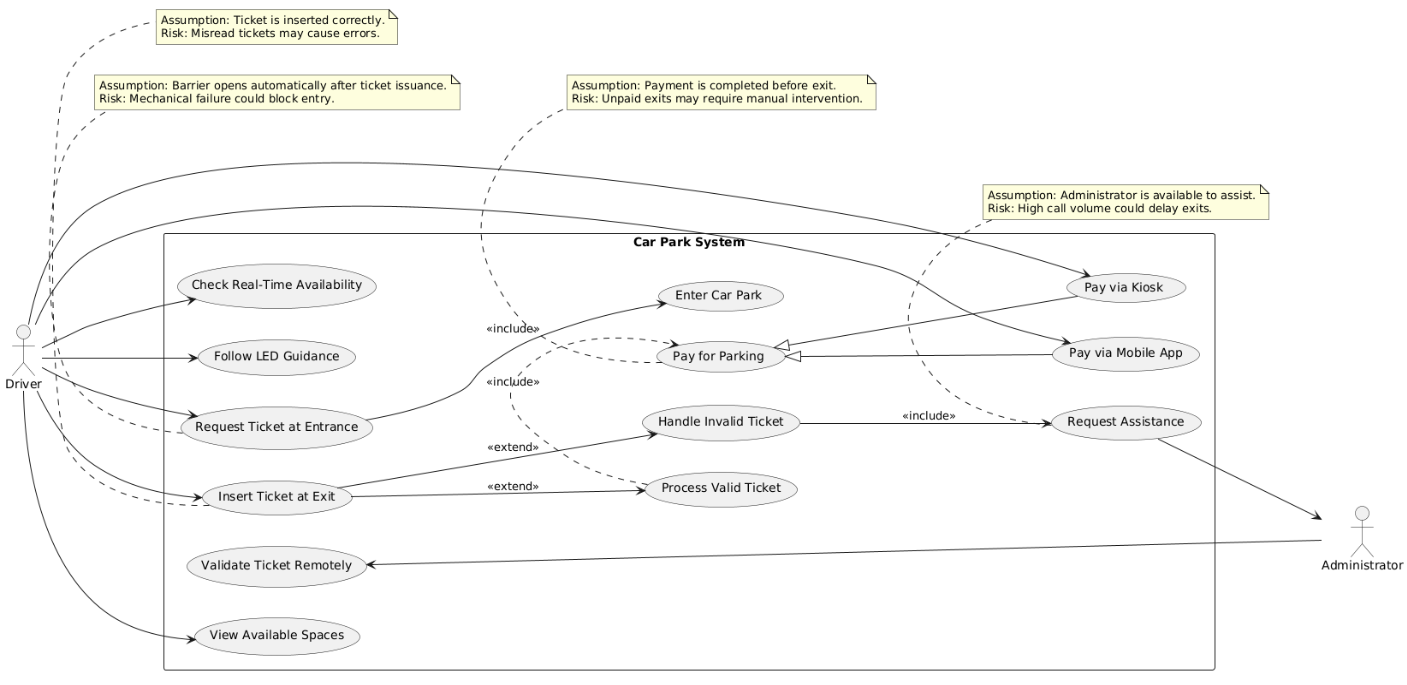 Assumption: Ticket is inserted correctly.
Risk: Misread tickets may cause errors.
Assumption: Barrier opens automatically after ticket issuance.
Risk: Mechanical failure could block entry.
Assumption: Payment is completed before exit.
Risk: Unpaid exits may require manual intervention.
Assumption: Administrator is available to assist.
Risk: High call volume could delay exits.
Car Park System
Check Real-Time Availability
Enter Car Park
Pay via Kiosk
«include»
Follow LED Guidance
Pay for Parking
Pay via Mobile App
Driver
«include»
Request Ticket at Entrance
Handle Invalid Ticket
«include»
Request Assistance
«extend»
Insert Ticket at Exit
«extend»
Process Valid Ticket
Validate Ticket Remotely
Administrator
View Available Spaces